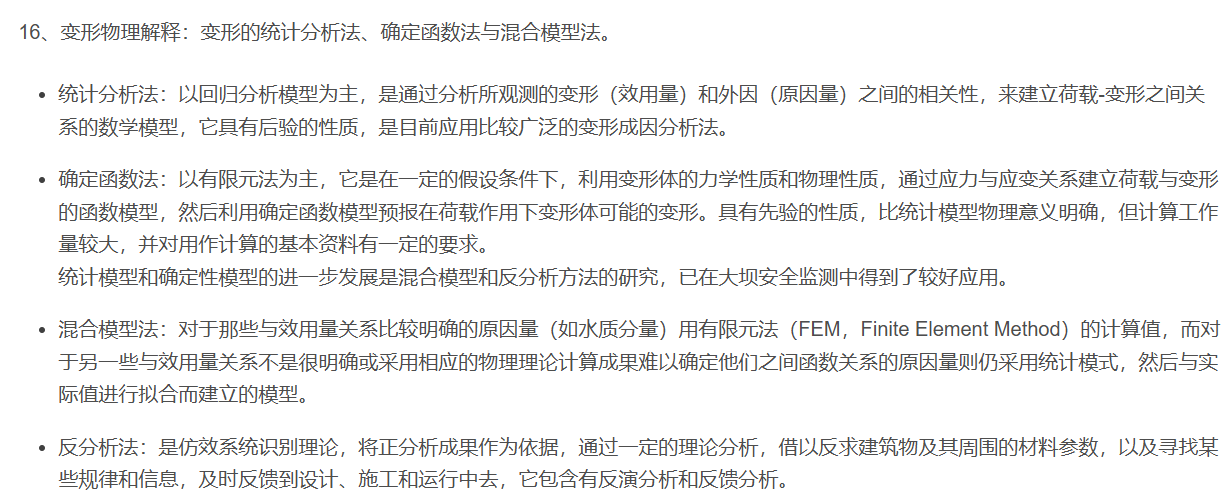 16、变形物理解释：变形的统计分析法、确定函数法与混合模型法。
• 统计分析法：以回归分析模型为主，是通过分析所观测的变形（效用量）和外因（原因量）之间的相关性，来建立荷载-变形之间关
系的数学模型，它具有后验的性质，是目前应用比较广泛的变形成因分析法。
• 确定函数法：以有限元法为主，它是在一定的假设条件下，利用变形体的力学性质和物理性质，通过应力与应变关系建立荷载与变形
的函数模型，然后利用确定函数模型预报在荷载作用下变形体可能的变形。具有先验的性质，比统计模型物理意义明确，但计算工作
量较大，并对用作计算的基本资料有一定的要求。
统计模型和确定性模型的进一步发展是混合模型和反分析方法的研究，已在大坝安全监测中得到了较好应用。
• 混合模型法：对于那些与效用量关系比较明确的原因量（如水质分量）用有限元法（FEM，Finite Element Method）的计算值，而对
于另一些与效用量关系不是很明确或采用相应的物理理论计算成果难以确定他们之间函数关系的原因量则仍采用统计模式，然后与实
际值进行拟合而建立的模型。
• 反分析法：是仿效系统识别理论，将正分析成果作为依据，通过一定的理论分析，借以反求建筑物及其周围的材料参数，以及寻找某
些规律和信息，及时反馈到设计、施工和运行中去，它包含有反演分析和反馈分析。